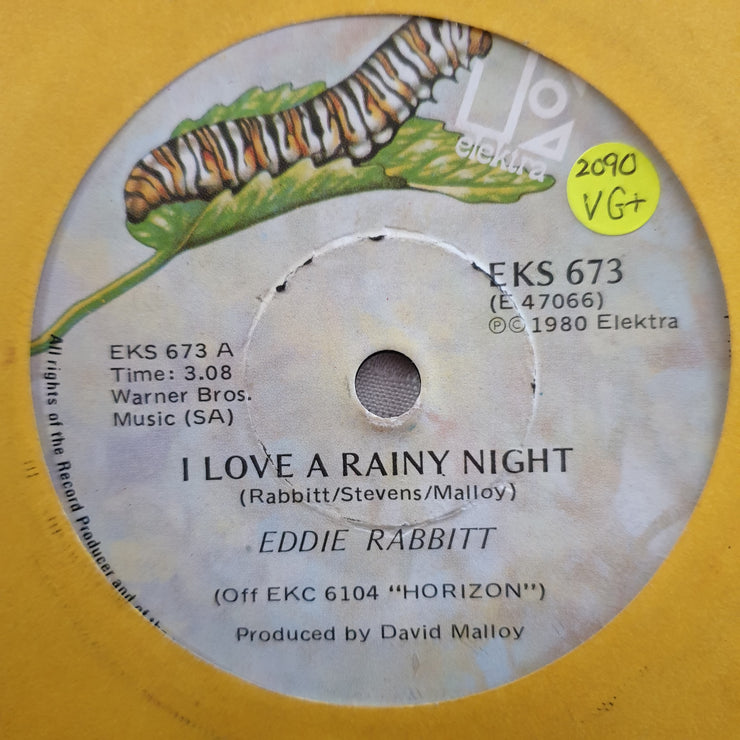 elektra
2090
VG+
EKS 673
(E 47066)
Ⓟ © 1980 Elektra
EKS 673 A
Time: 3.08
Warner Bros.
Music (SA)
I LOVE A RAINY NIGHT
(Rabbitt/Stevens/Malloy)
EDDIE RABBITT
(Off EKC 6104 "HORIZON")
Produced by David Malloy
All rights of the Record Producer and of the